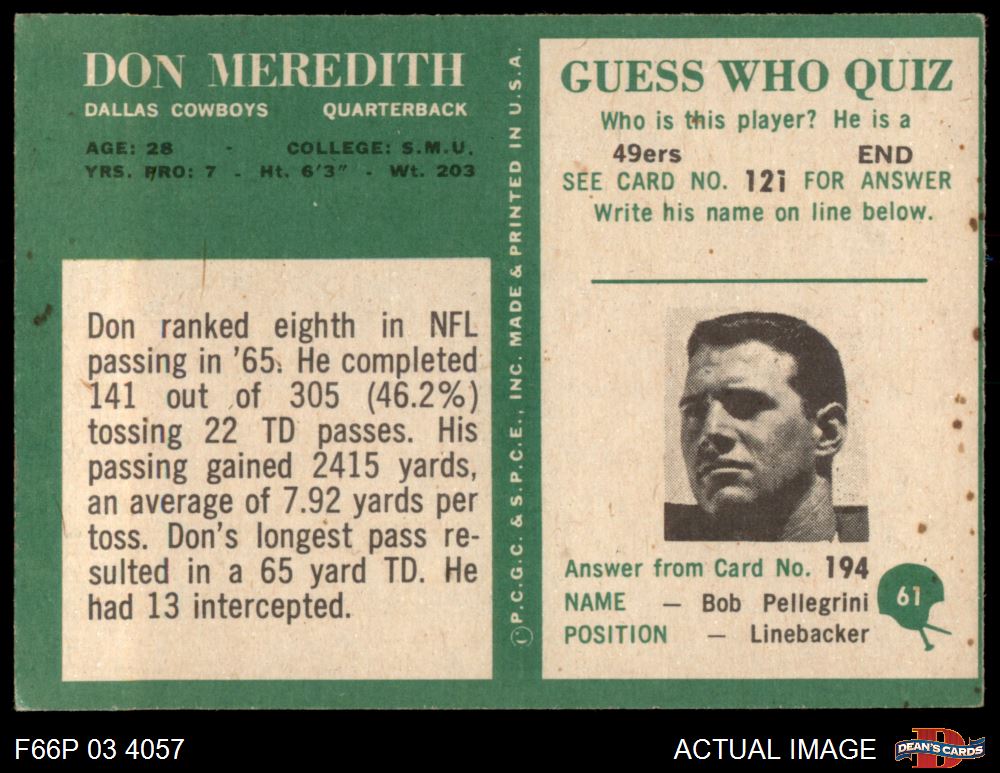 DON MEREDITH
DALLAS COWBOYS QUARTERBACK
AGE: 28 - COLLEGE: S.M.U.
YRS. PRO: 7 - Ht. 6'3" - Wt. 203
Don ranked eighth in NFL
passing in '65. He completed
141 out of 305 (46.2%)
tossing 22 TD passes. His
passing gained 2415 yards,
an average of 7.92 yards per
toss. Don's longest pass re-
sulted in a 65 yard TD. He
had 13 intercepted.
©P.C.G.C. & S.P.C.E., INC. MADE & PRINTED IN U.S.A.
GUESS WHO QUIZ
Who is this player? He is a
49ers END
SEE CARD NO. 121 FOR ANSWER
Write his name on line below.
Answer from Card No. 194
NAME — Bob Pellegrini
POSITION — Linebacker
61
F66P 03 4057
ACTUAL IMAGE
D
DEAN'S CARDS